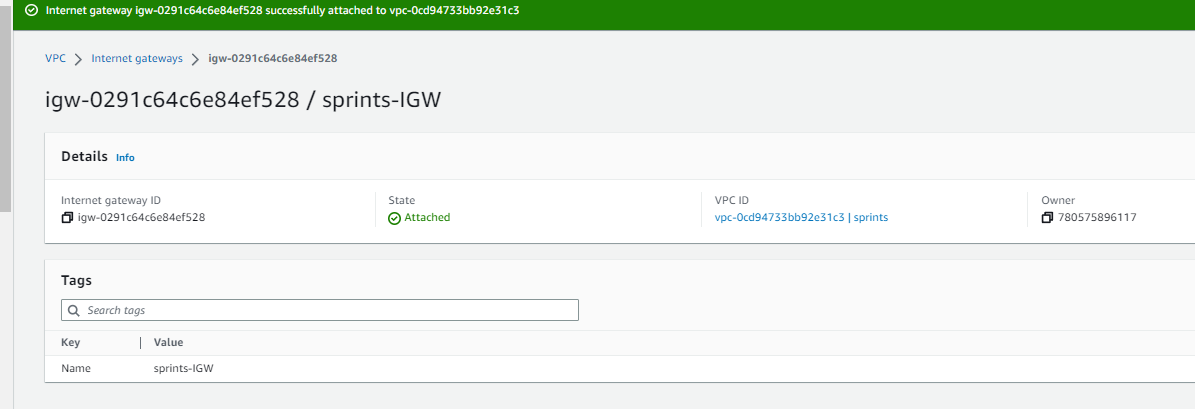 Internet gateway igw-0291c64c6e84ef528 successfully attached to vpc-0cd94733bb92e31c3
VPC > Internet gateways > igw-0291c64c6e84ef528
igw-0291c64c6e84ef528 / sprints-IGW
Details Info
Internet gateway ID State VPC ID Owner
igw-0291c64c6e84ef528 Attached vpc-0cd94733bb92e31c3 | sprints 780575896117
Tags
Search tags
Key Value
Name sprints-IGW